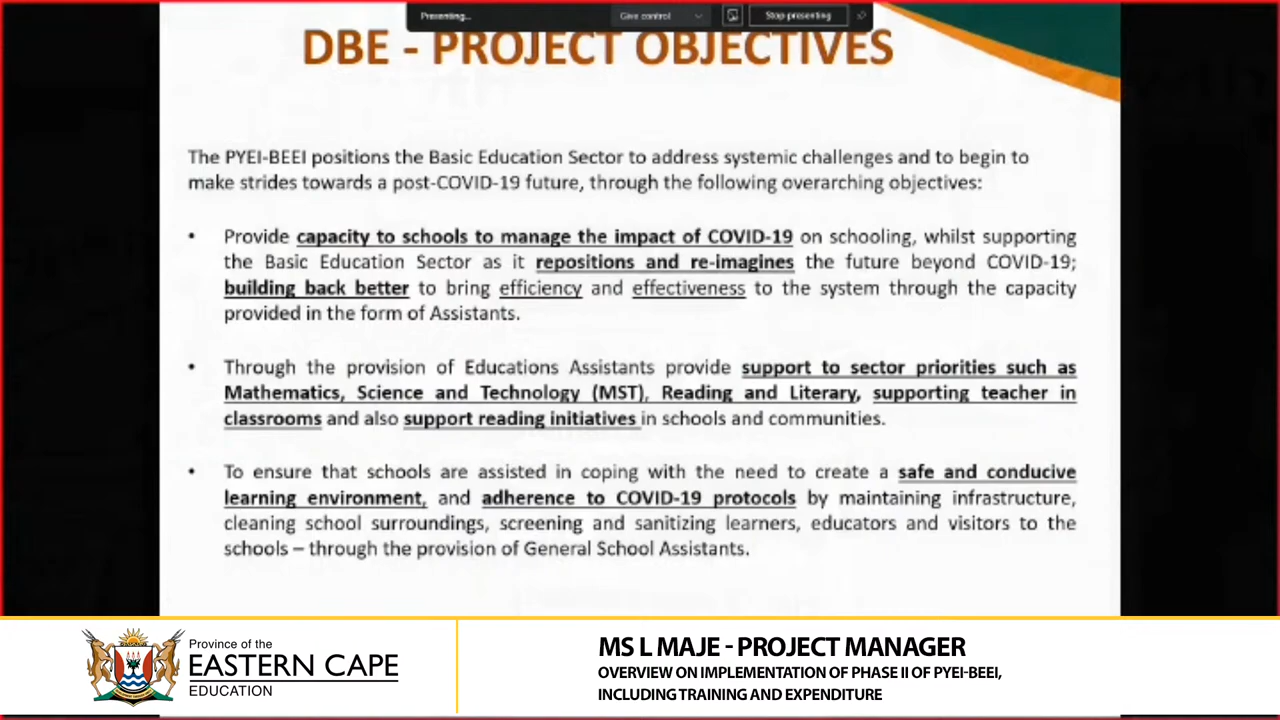 Presenting...
Give control
Stop presenting
DBE - PROJECT OBJECTIVES
The PYEI-BEEI positions the Basic Education Sector to address systemic challenges and to begin to
make strides towards a post-COVID-19 future, through the following overarching objectives:
• Provide capacity to schools to manage the impact of COVID-19 on schooling, whilst supporting
the Basic Education Sector as it repositions and re-imagines the future beyond COVID-19;
building back better to bring efficiency and effectiveness to the system through the capacity
provided in the form of Assistants.
• Through the provision of Educations Assistants provide support to sector priorities such as
Mathematics, Science and Technology (MST), Reading and Literary, supporting teacher in
classrooms and also support reading initiatives in schools and communities.
• To ensure that schools are assisted in coping with the need to create a safe and conducive
learning environment, and adherence to COVID-19 protocols by maintaining infrastructure,
cleaning school surroundings, screening and sanitizing learners, educators and visitors to the
schools – through the provision of General School Assistants.
Province of the
EASTERN CAPE
EDUCATION
MS L MAJE - PROJECT MANAGER
OVERVIEW ON IMPLEMENTATION OF PHASE II OF PYEI-BEEI,
INCLUDING TRAINING AND EXPENDITURE